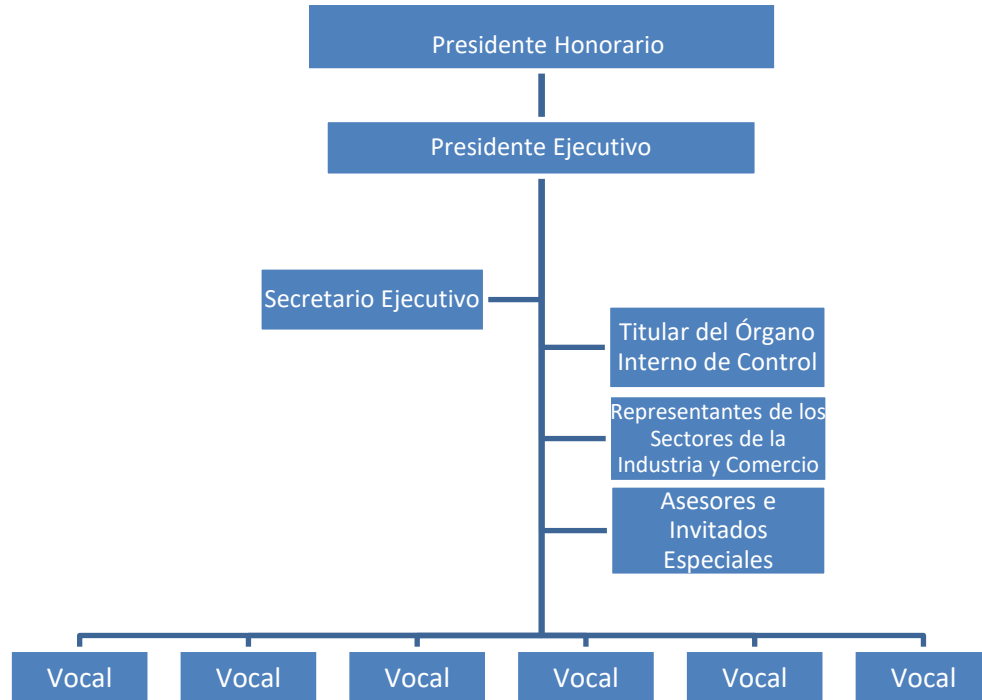 Presidente Honorario
Presidente Ejecutivo
Secretario Ejecutivo
Titular del Órgano
Interno de Control
Representantes de los
Sectores de la
Industria y Comercio
Asesores e
Invitados
Especiales
Vocal
Vocal
Vocal
Vocal
Vocal
Vocal